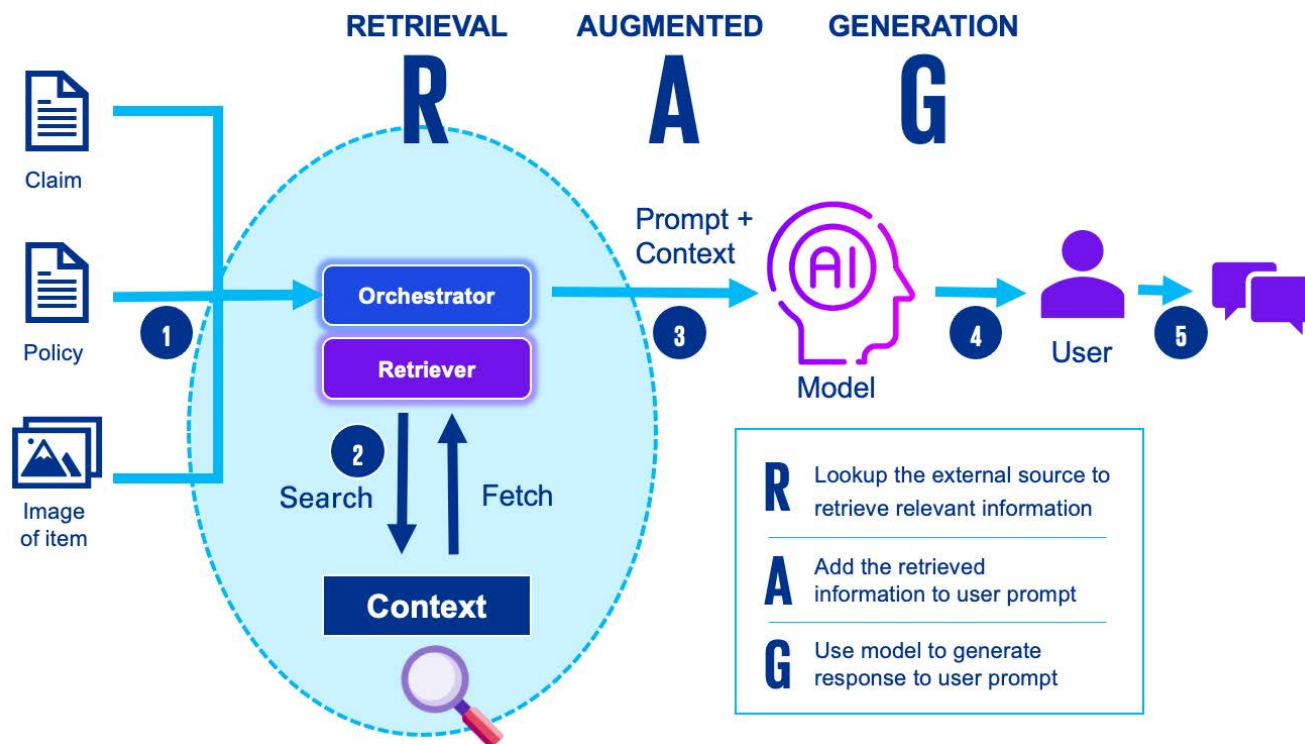 RETRIEVAL
AUGMENTED
GENERATION
R
A
G
Claim
Policy
Image
of item
1
Orchestrator
Retriever
2
Search
Fetch
Context
Prompt +
Context
3
AI
Model
4
User
5
R
Lookup the external source to
retrieve relevant information
A
Add the retrieved
information to user prompt
G
Use model to generate
response to user prompt